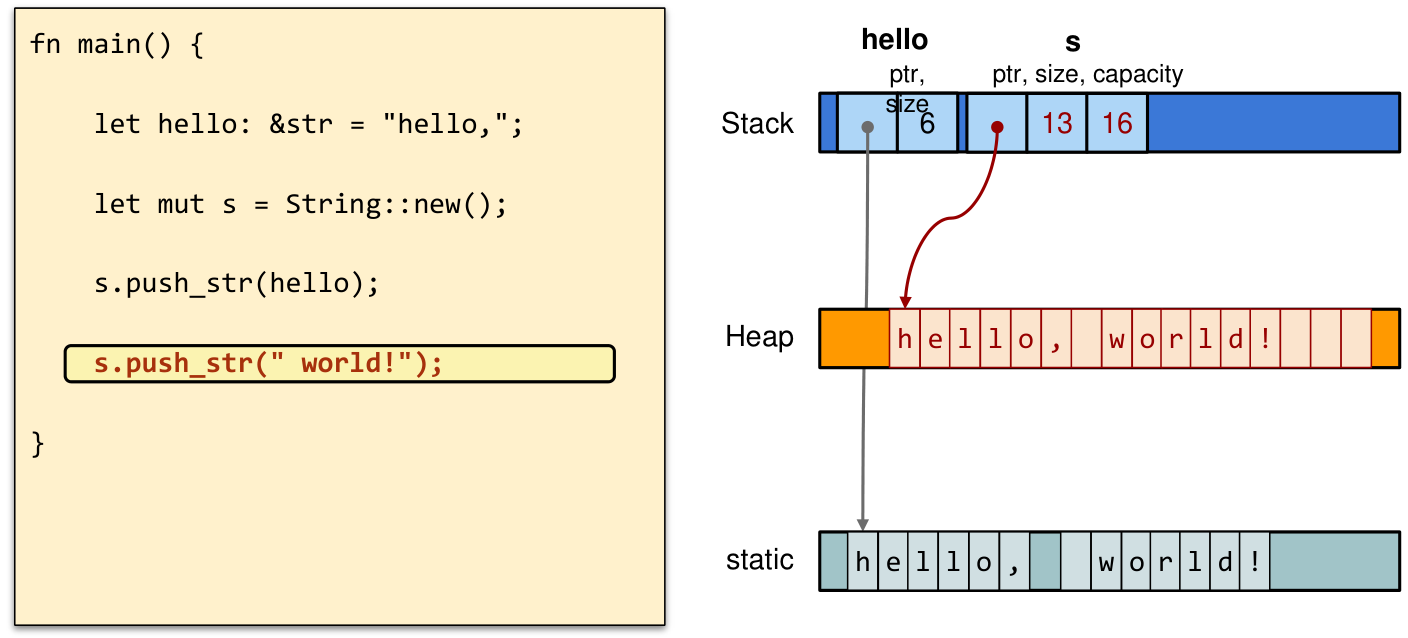 fn main() {
let hello: &str = "hello,";
let mut s = String::new();
s.push_str(hello);
s.push_str(" world!");
}
hello s
ptr, size ptr, size, capacity
Stack 6 13 16
Heap h e l l o , w o r l d !
static h e l l o , w o r l d !